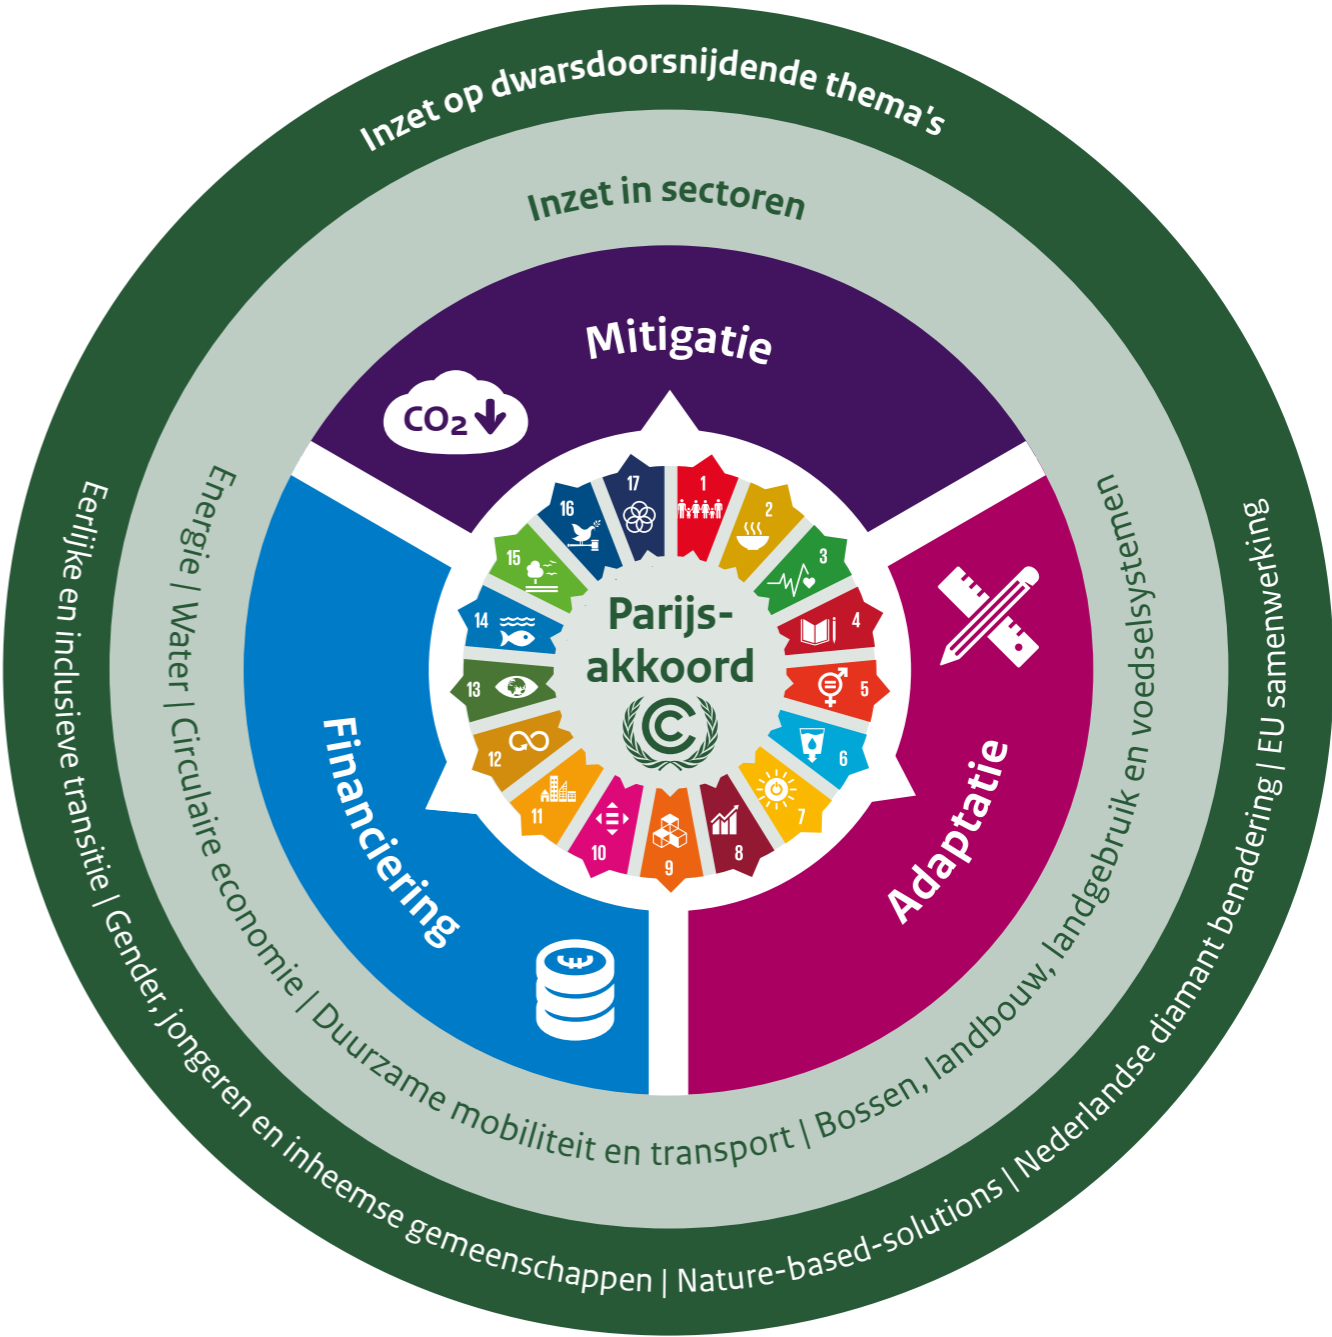 Inzet op dwarsdoorsnijdende thema's
Inzet in sectoren
Mitigatie
CO₂
Parijs-
akkoord
1
2
3
4
5
6
7
8
9
10
11
12
13
14
15
16
17
Financiering
Adaptatie
Energie | Water | Circulaire economie | Duurzame mobiliteit en transport | Bossen, landbouw, landgebruik en voedselsystemen
Eerlijke en inclusieve transitie | Gender, jongeren en inheemse gemeenschappen | Nature-based-solutions | Nederlandse diamant benadering | EU samenwerking